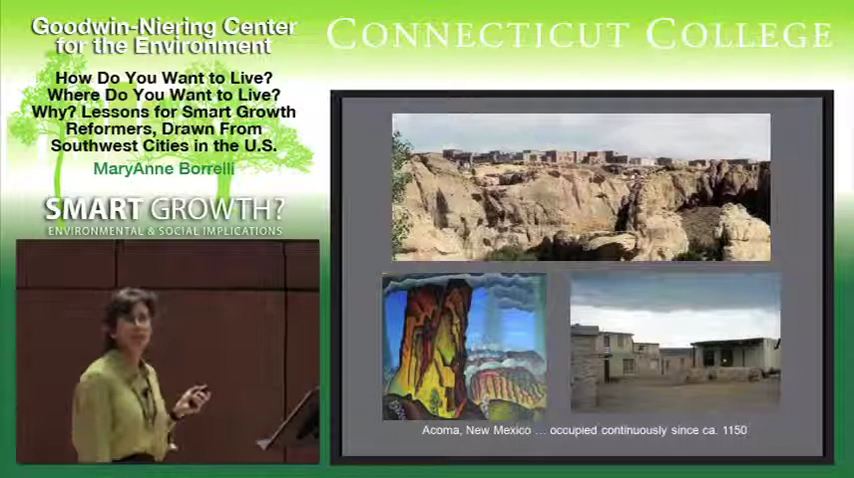 Goodwin-Niering Center
for the Environment
CONNECTICUT COLLEGE
How Do You Want to Live?
Where Do You Want to Live?
Why? Lessons for Smart Growth
Reformers, Drawn From
Southwest Cities in the U.S.
MaryAnne Borrelli
SMART GROWTH?
ENVIRONMENTAL & SOCIAL IMPLICATIONS
Acoma, New Mexico ... occupied continuously since ca. 1150